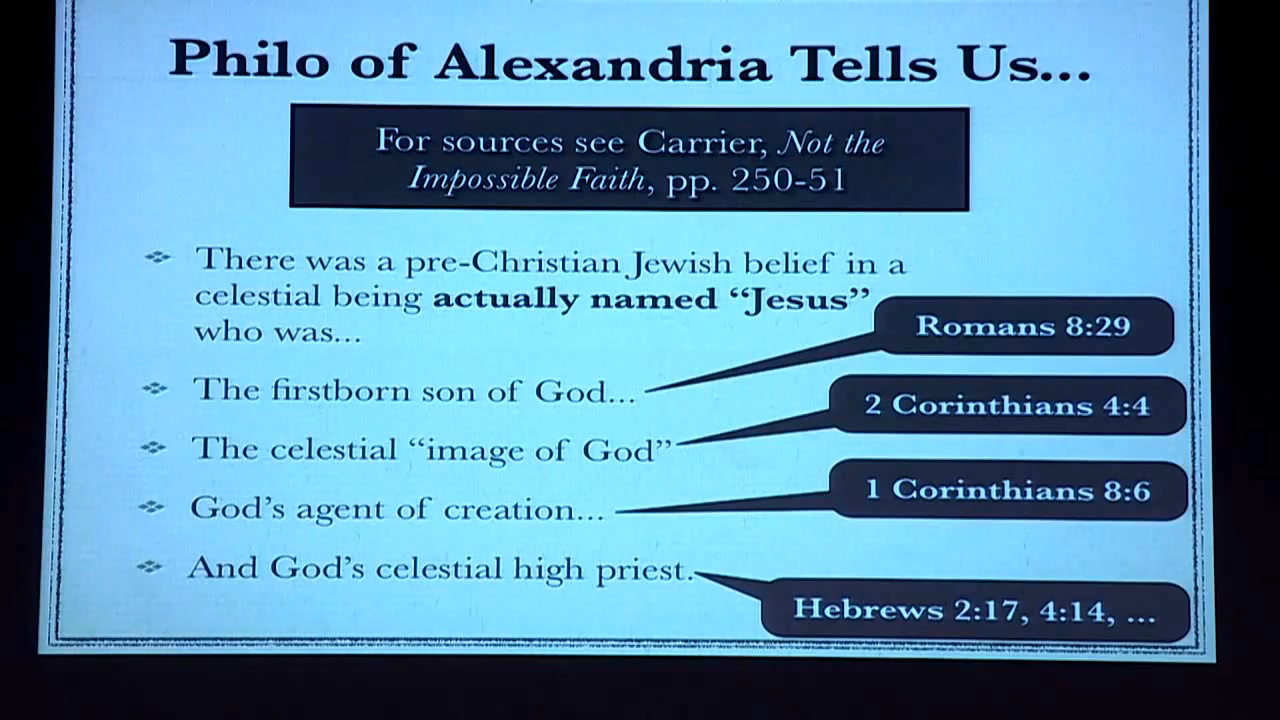 Philo of Alexandria Tells Us...
For sources see Carrier, Not the
Impossible Faith, pp. 250-51
There was a pre-Christian Jewish belief in a
celestial being actually named “Jesus”
who was...
Romans 8:29
The firstborn son of God...
2 Corinthians 4:4
The celestial “image of God”
1 Corinthians 8:6
God’s agent of creation...
And God’s celestial high priest.
Hebrews 2:17, 4:14, ...